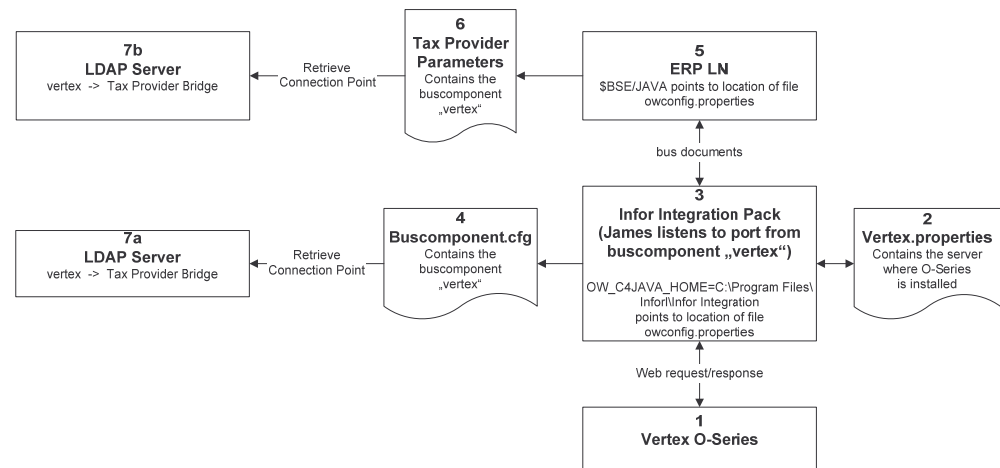 6
Tax Provider
Parameters
Contains the
buscomponent
„vertex“
7b
LDAP Server
vertex -> Tax Provider Bridge
Retrieve
Connection Point
5
ERP LN
$BSE/JAVA points to location of file
owconfig.properties
bus documents
3
Infor Integration Pack
(James listens to port from
buscomponent „vertex“)
OW_C4JAVA_HOME=C:\Program Files\
Inforl\Infor Integration
points to location of file
owconfig.properties
4
Buscomponent.cfg
Contains the
buscomponent
„vertex“
2
Vertex.properties
Contains the server
where O-Series
is installed
7a
LDAP Server
vertex -> Tax Provider Bridge
Retrieve
Connection Point
Web request/response
1
Vertex O-Series